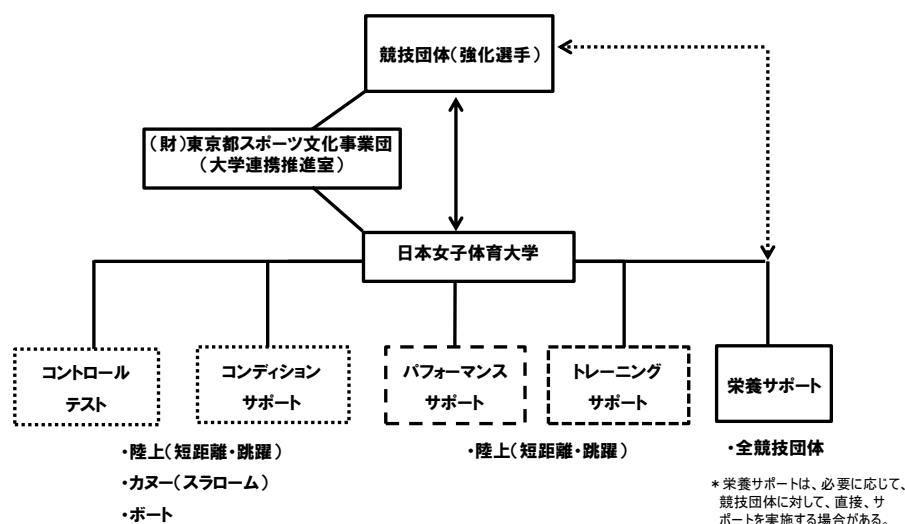 競技団体(強化選手)
(財)東京都スポーツ文化事業団
(大学連携推進室)
日本女子体育大学
コントロール
テスト
コンディション
サポート
パフォーマンス
サポート
トレーニング
サポート
栄養サポート
・陸上(短距離・跳躍)
・カヌー(スラローム)
・ボート
・陸上(短距離・跳躍)
・全競技団体
*栄養サポートは、必要に応じて、
競技団体に対して、直接、サ
ポートを実施する場合がある。